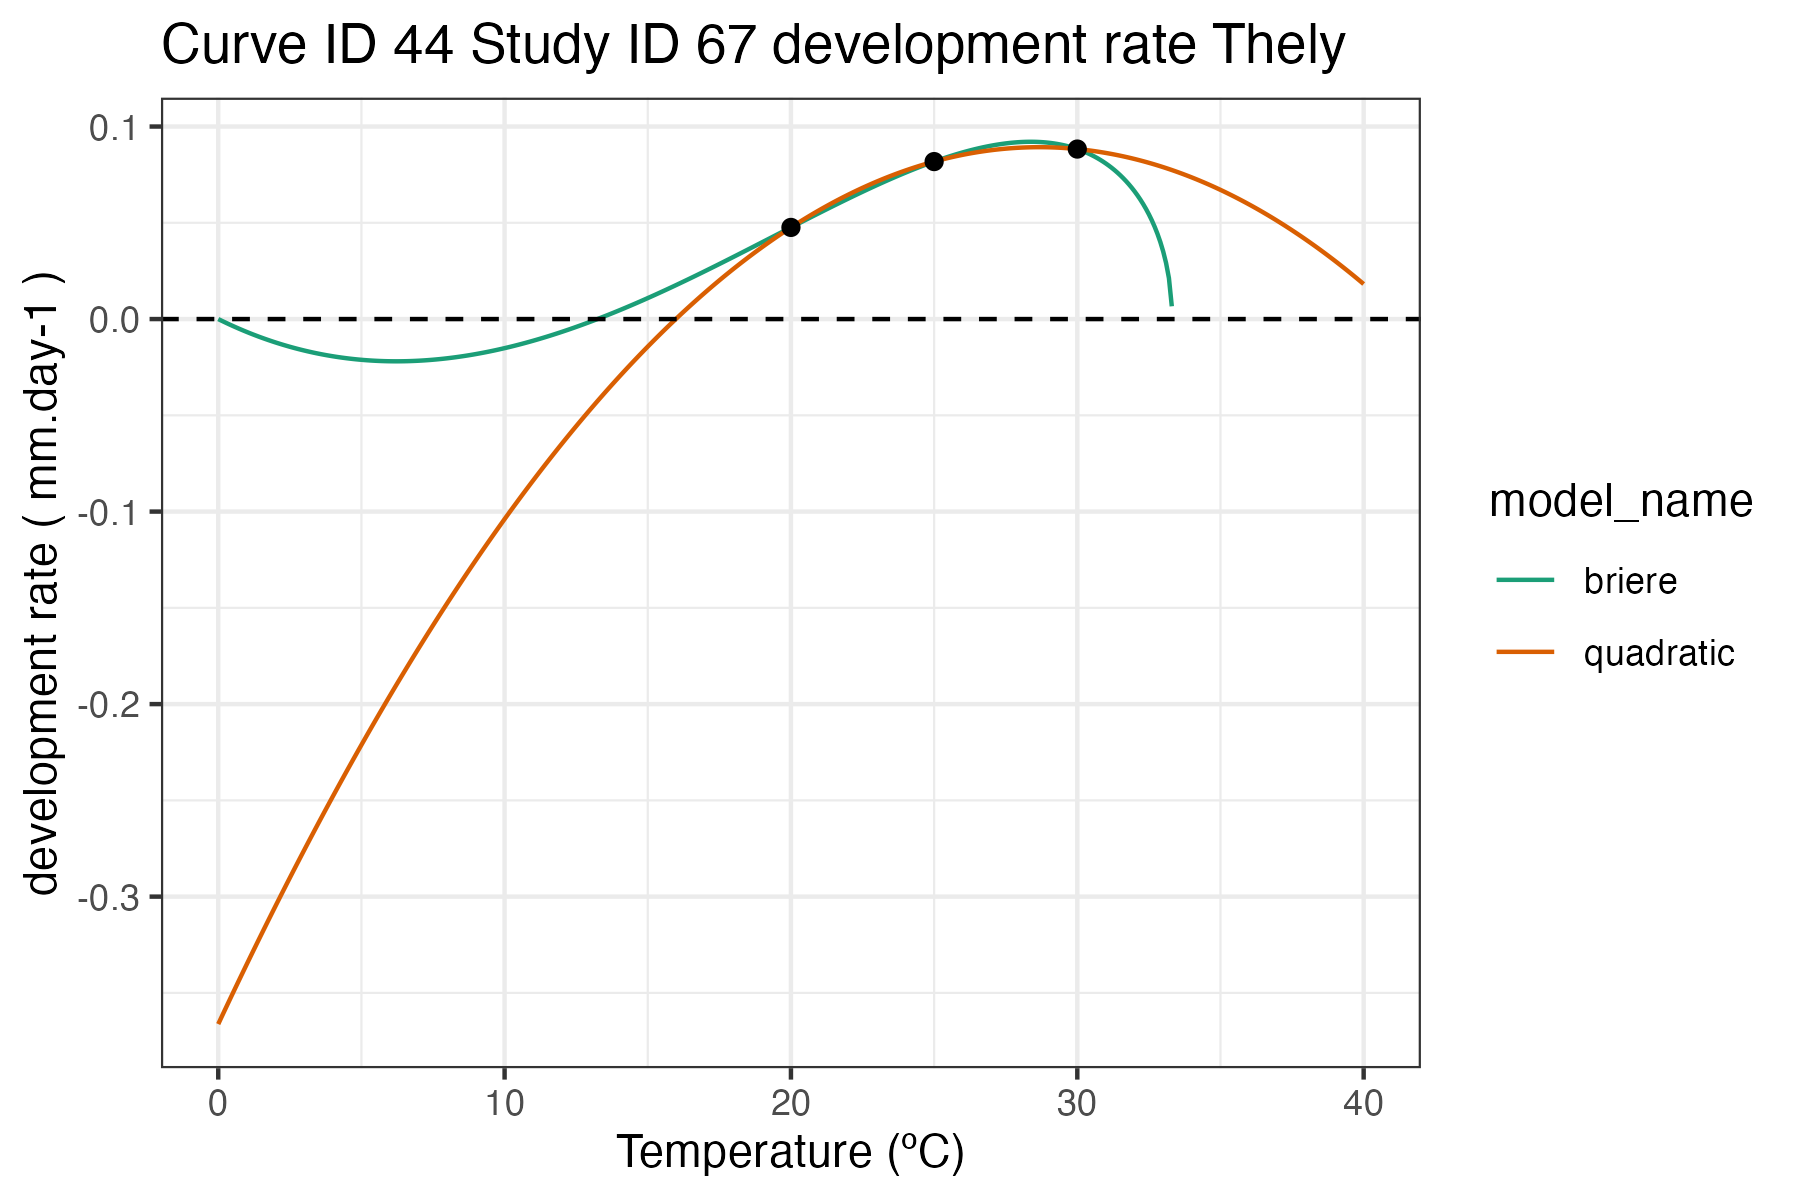 Curve ID 44 Study ID 67 development rate Thely
development rate ( mm.day-1 )
0.1
0.0
-0.1
-0.2
-0.3
0
10
20
30
40
Temperature (ºC)
model_name
briere
quadratic